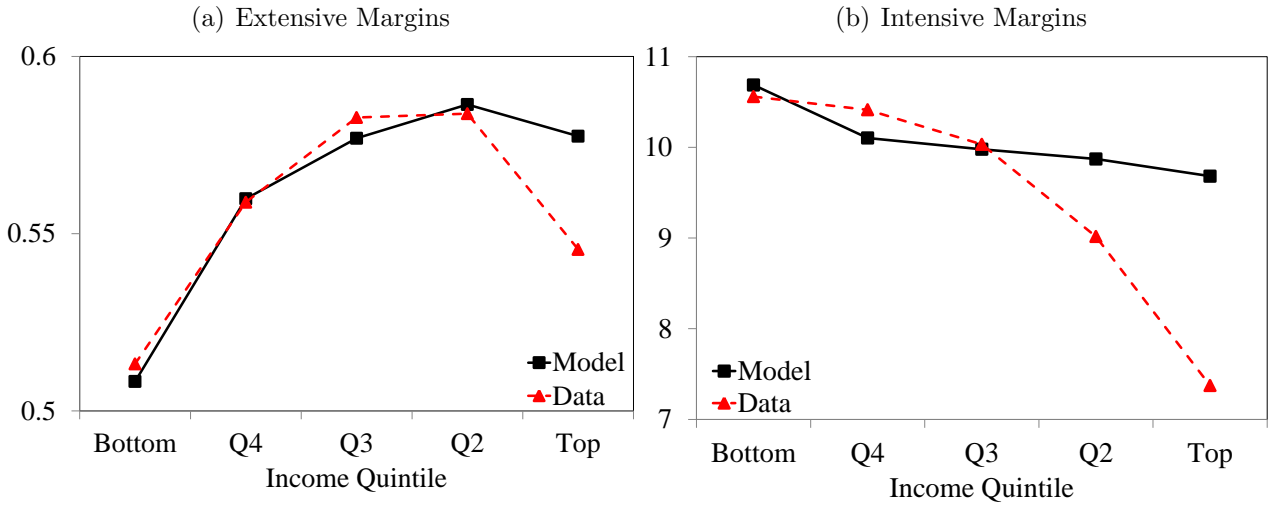 (a) Extensive Margins
0.6
0.55
0.5
Model
Data
Bottom Q4 Q3 Q2 Top
Income Quintile
(b) Intensive Margins
11
10
9
8
7
Model
Data
Bottom Q4 Q3 Q2 Top
Income Quintile